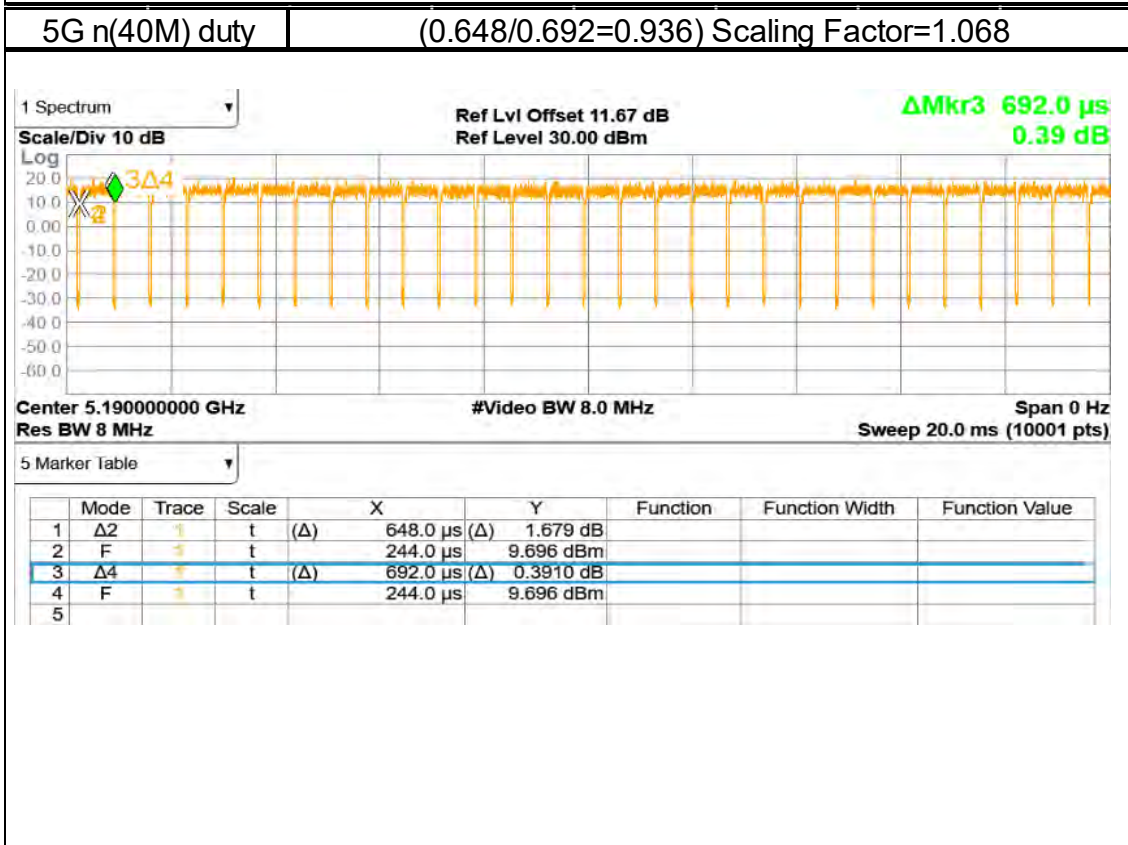 5G n(40M) duty (0.648/0.692=0.936) Scaling Factor=1.068
1 Spectrum ▼ Ref Lvl Offset 11.67 dB ΔMkr3 692.0 µs
Scale/Div 10 dB Ref Level 30.00 dBm 0.39 dB
Log
20.0 3Δ4
10.0
0.00
-10.0
-20.0
-30.0
-40.0
-50.0
-60.0
Center 5.190000000 GHz #Video BW 8.0 MHz Span 0 Hz
Res BW 8 MHz Sweep 20.0 ms (10001 pts)
5 Marker Table ▼
Mode Trace Scale X Y Function Function Width Function Value
1 Δ2 1 t (Δ) 648.0 µs (Δ) 1.679 dB
2 F 1 t 244.0 µs 9.696 dBm
3 Δ4 1 t (Δ) 692.0 µs (Δ) 0.3910 dB
4 F 1 t 244.0 µs 9.696 dBm
5